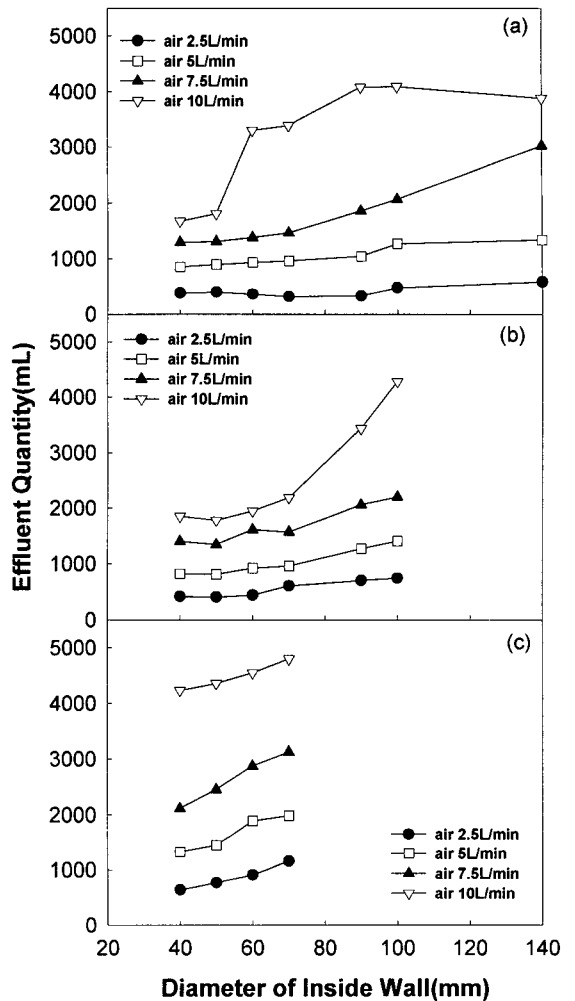 5000
4000
3000
2000
1000
0
(a)
air 2.5L/min
air 5L/min
air 7.5L/min
air 10L/min
5000
4000
3000
2000
1000
0
(b)
air 2.5L/min
air 5L/min
air 7.5L/min
air 10L/min
Effluent Quantity(mL)
5000
4000
3000
2000
1000
0
(c)
air 2.5L/min
air 5L/min
air 7.5L/min
air 10L/min
20 40 60 80 100 120 140
Diameter of Inside Wall(mm)